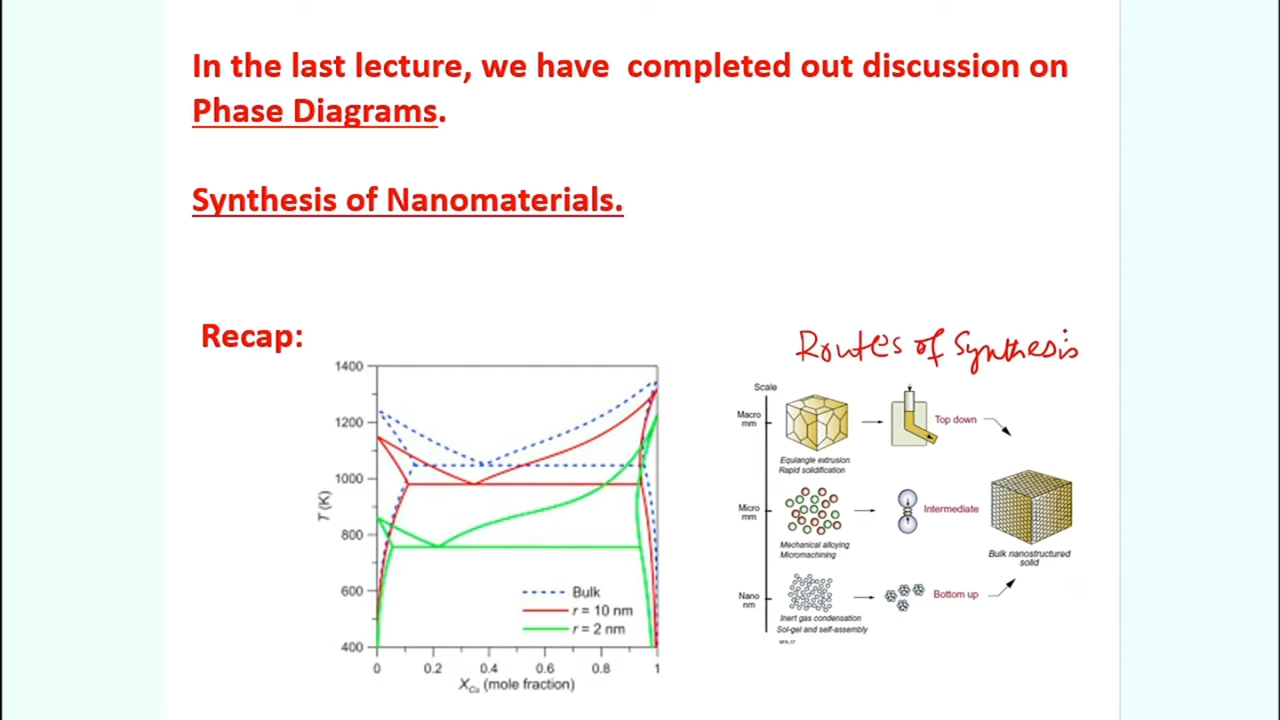 In the last lecture, we have completed out discussion on
Phase Diagrams.
Synthesis of Nanomaterials.
Recap:
1400
1200
1000
800
600
400
T (K)
0
0.2
0.4
0.6
0.8
1
XCu (mole fraction)
Bulk
r = 10 nm
r = 2 nm
Routes of Synthesis
Scale
Macro
mm
Equiangle extrusion
Rapid solidification
Top down
Micro
mm
Mechanical alloying
Micromachining
Intermediate
Bulk nanostructured
solid
Nano
nm
Inert gas condensation
Sol-gel and self-assembly
Bottom up